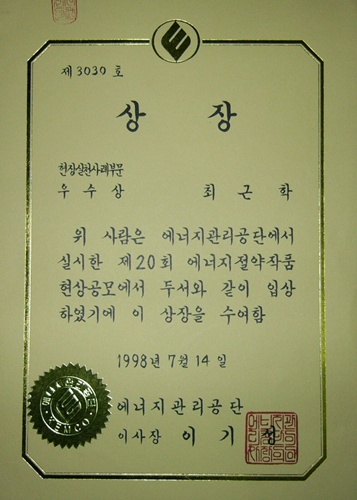 제3030호
상 장
현장실천사례부문
우수상 최근학
위 사람은 에너지관리공단에서
실시한 제20회 에너지절약작품
현상공모에서 두서와 같이 입상
하였기에 이 상장을 수여함
1998년 7월 14일
에너지관리공단
이사장 이기성
KEMCO